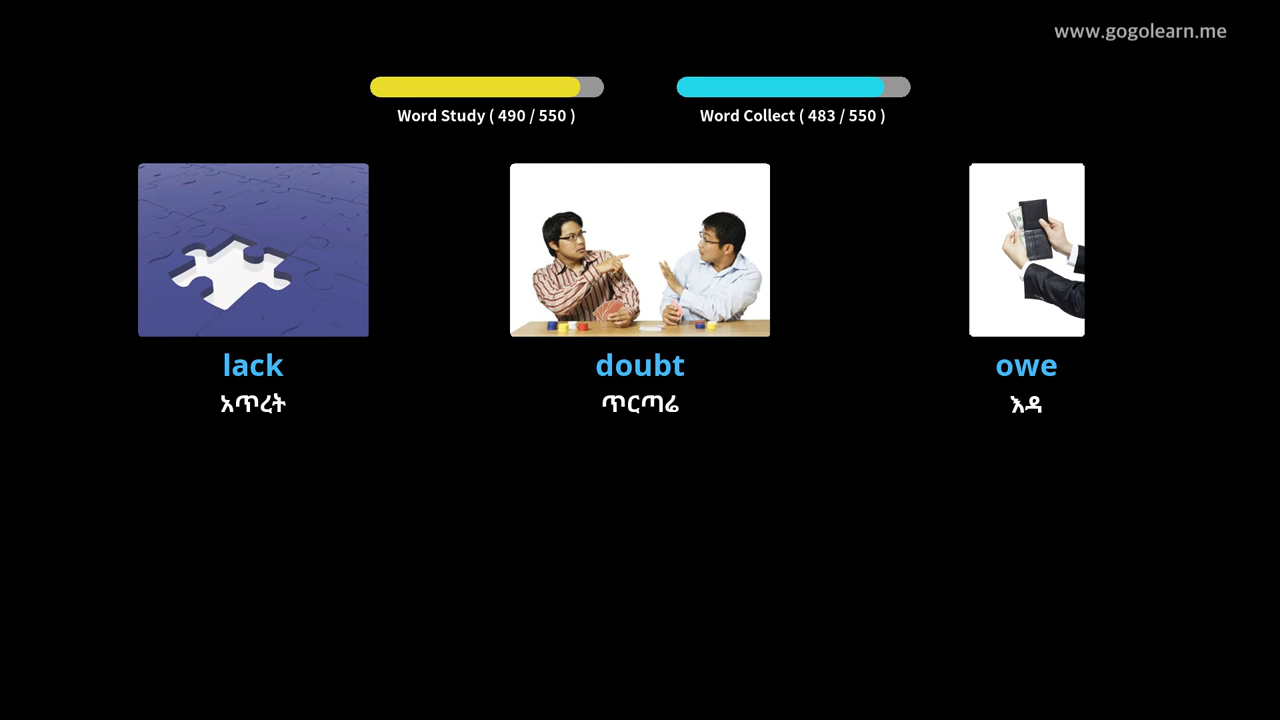 www.gogolearn.me
Word Study ( 490 / 550 )
Word Collect ( 483 / 550 )
lack
አጥረት
doubt
ጥርጣሬ
owe
እዳ